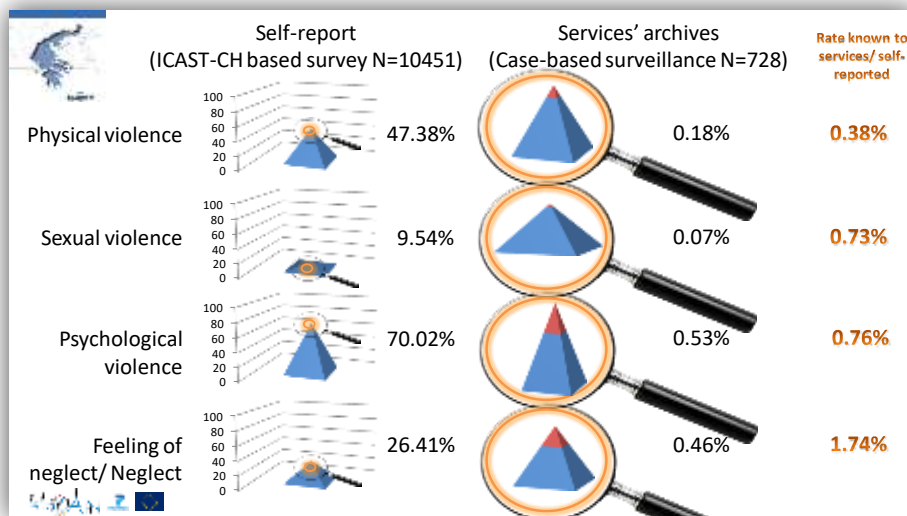 Self-report
(ICAST-CH based survey N=10451)
Services’ archives
(Case-based surveillance N=728)
Rate known to
services/ self-
reported
Physical violence
100
80
60
40
20
0
47.38%
0.18%
0.38%
Sexual violence
100
80
60
40
20
0
9.54%
0.07%
0.73%
Psychological
violence
100
80
60
40
20
0
70.02%
0.53%
0.76%
Feeling of
neglect/ Neglect
100
80
60
40
20
0
26.41%
0.46%
1.74%